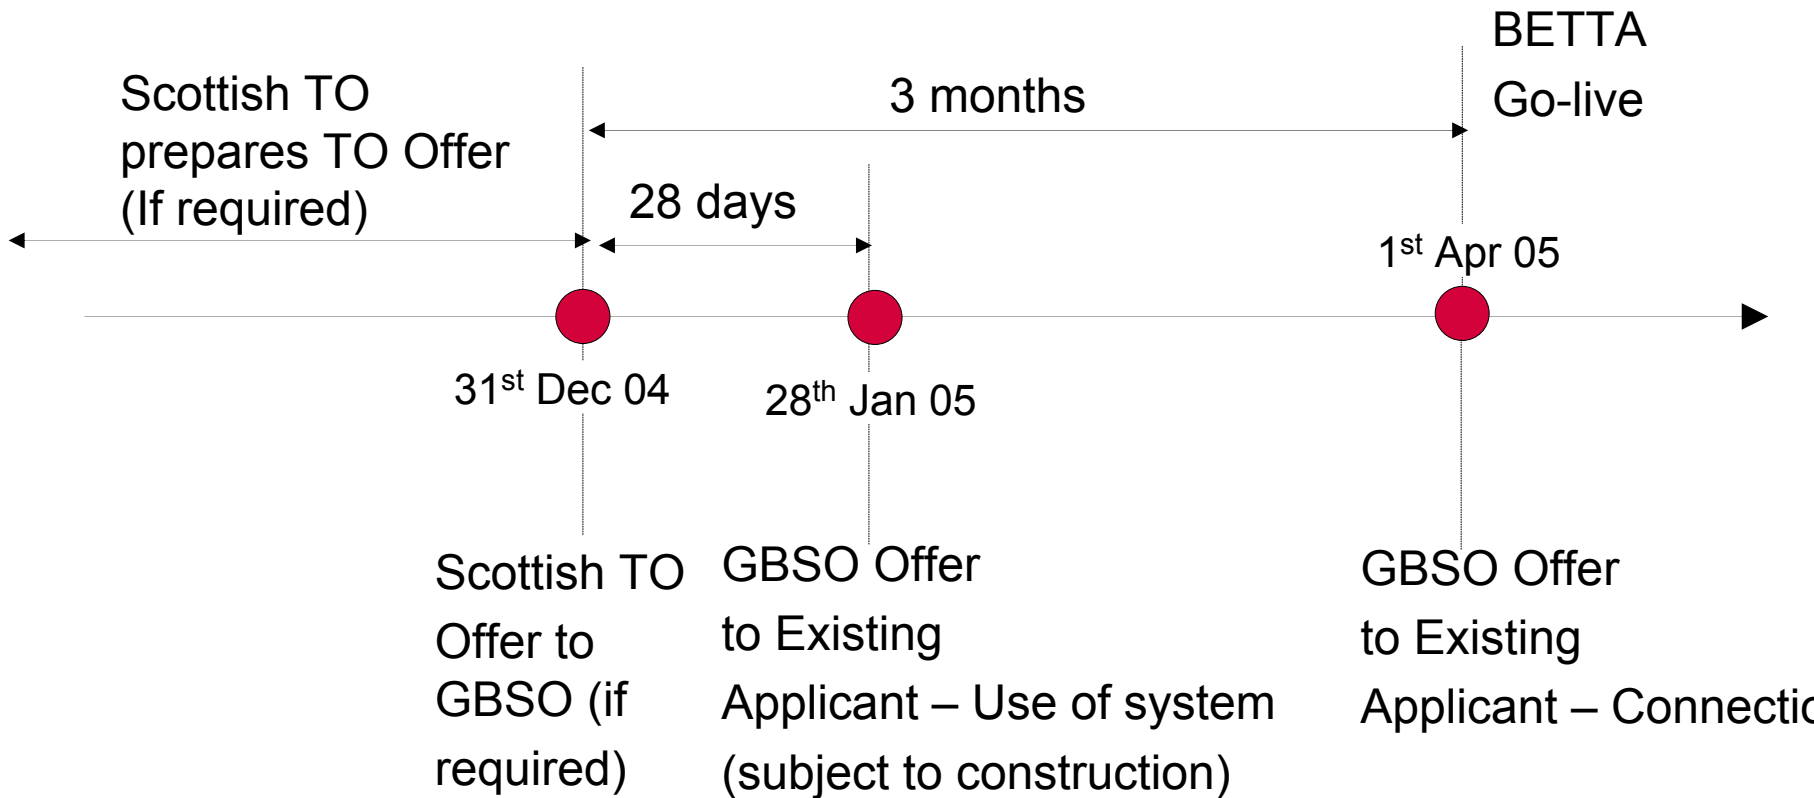 BETTA
Go-live
Scottish TO
prepares TO Offer
(If required)
3 months
28 days
1st Apr 05
31st Dec 04
28th Jan 05
Scottish TO
Offer to
GBSO (if
required)
GBSO Offer
to Existing
Applicant – Use of system
(subject to construction)
GBSO Offer
to Existing
Applicant –